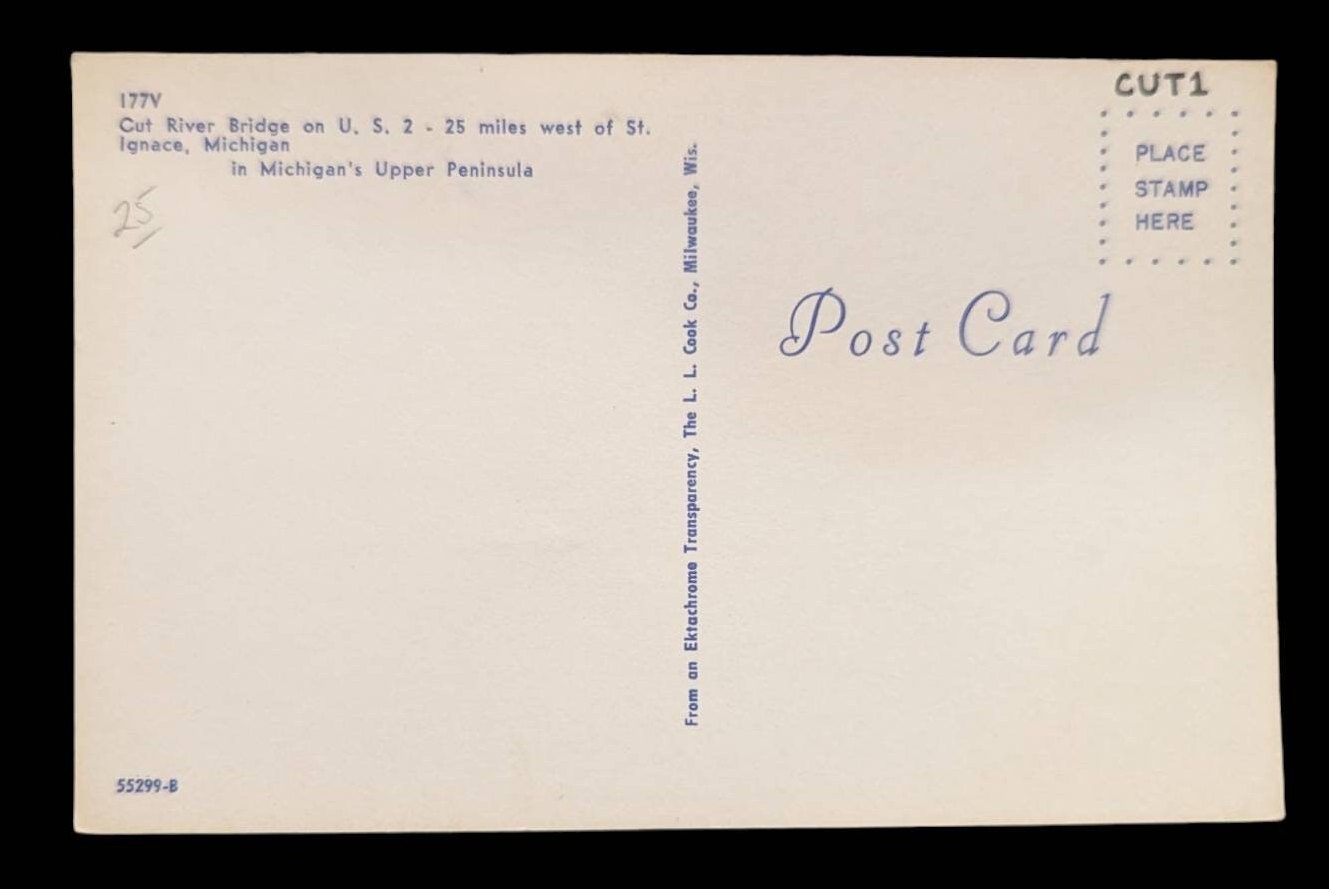 177V
Cut River Bridge on U. S. 2 - 25 miles west of St.
Ignace, Michigan
in Michigan's Upper Peninsula
25
55299-B
From an Ektachrome Transparency, The L. L. Cook Co., Milwaukee, Wis.
CUT1
PLACE
STAMP
HERE
Post Card